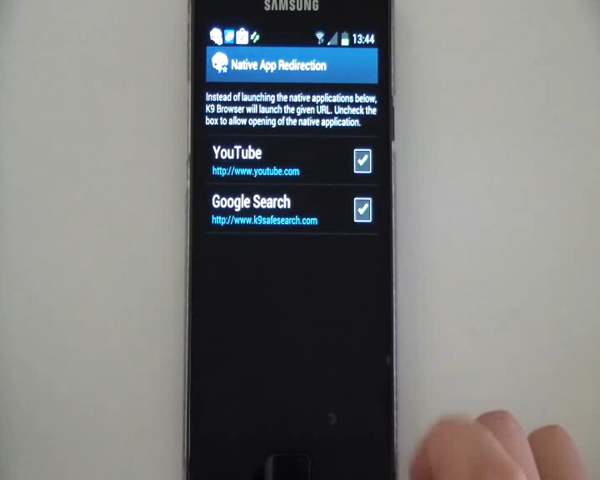 SAMSUNG
13:44
Native App Redirection
Instead of launching the native applications below,
K9 Browser will launch the given URL. Uncheck the
box to allow opening of the native application.
YouTube
http://www.youtube.com
Google Search
http://www.k9safesearch.com